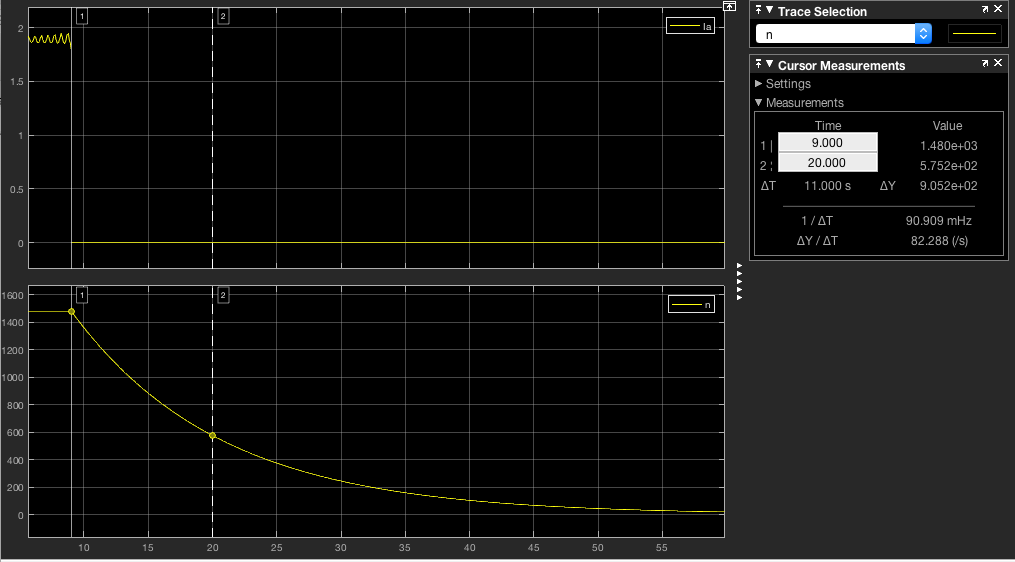 1
2
Ia
2
1.5
1
0.5
0
1
2
n
1600
1400
1200
1000
800
600
400
200
0
10 15 20 25 30 35 40 45 50 55
Trace Selection
n
Cursor Measurements
Settings
Measurements
Time Value
1 | 9.000 1.480e+03
2 ¦ 20.000 5.752e+02
ΔT 11.000 s ΔY 9.052e+02
1 / ΔT 90.909 mHz
ΔY / ΔT 82.288 (/s)